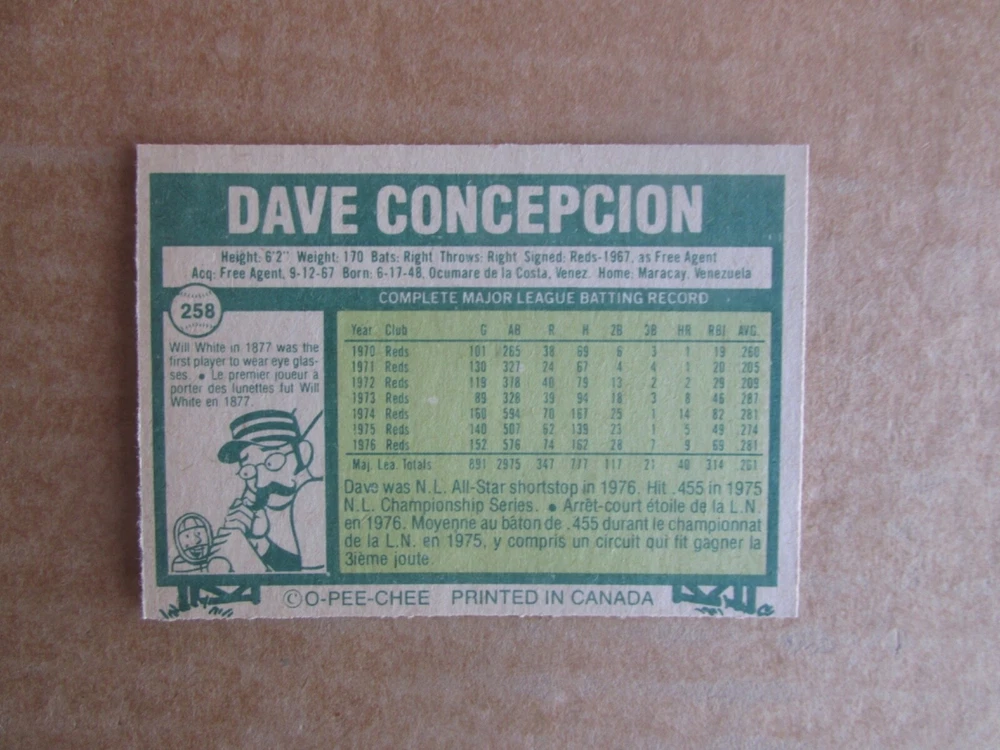 DAVE CONCEPCION
Height: 6'2" Weight: 170 Bats: Right Throws: Right Signed: Reds-1967, as Free Agent
Acq: Free Agent, 9-12-67 Born: 6-17-48, Ocumare de la Costa, Venez. Home: Maracay, Venezuela
COMPLETE MAJOR LEAGUE BATTING RECORD
258
Will White in 1877 was the
first player to wear eye glas-
ses. • Le premier joueur à
porter des lunettes fut Will
White en 1877.
Year Club G AB R H 2B 3B HR RBI AVG.
1970 Reds 101 265 38 69 6 3 1 19 .260
1971 Reds 130 327 24 67 4 4 1 20 .205
1972 Reds 119 378 40 79 13 2 2 29 .209
1973 Reds 89 328 39 94 18 3 8 46 .287
1974 Reds 160 594 70 167 25 1 14 82 .281
1975 Reds 140 507 62 139 23 1 5 49 .274
1976 Reds 152 576 74 162 28 7 9 69 .281
Maj. Lea. Totals 891 2975 347 777 117 21 40 314 .261
Dave was N.L. All-Star shortstop in 1976. Hit .455 in 1975
N.L. Championship Series. • Arrêt-court étoile de la L.N.
en 1976. Moyenne au bâton de .455 durant le championnat
de la L.N. en 1975, y compris un circuit qui fit gagner la
3ième joute.
©O-PEE-CHEE PRINTED IN CANADA